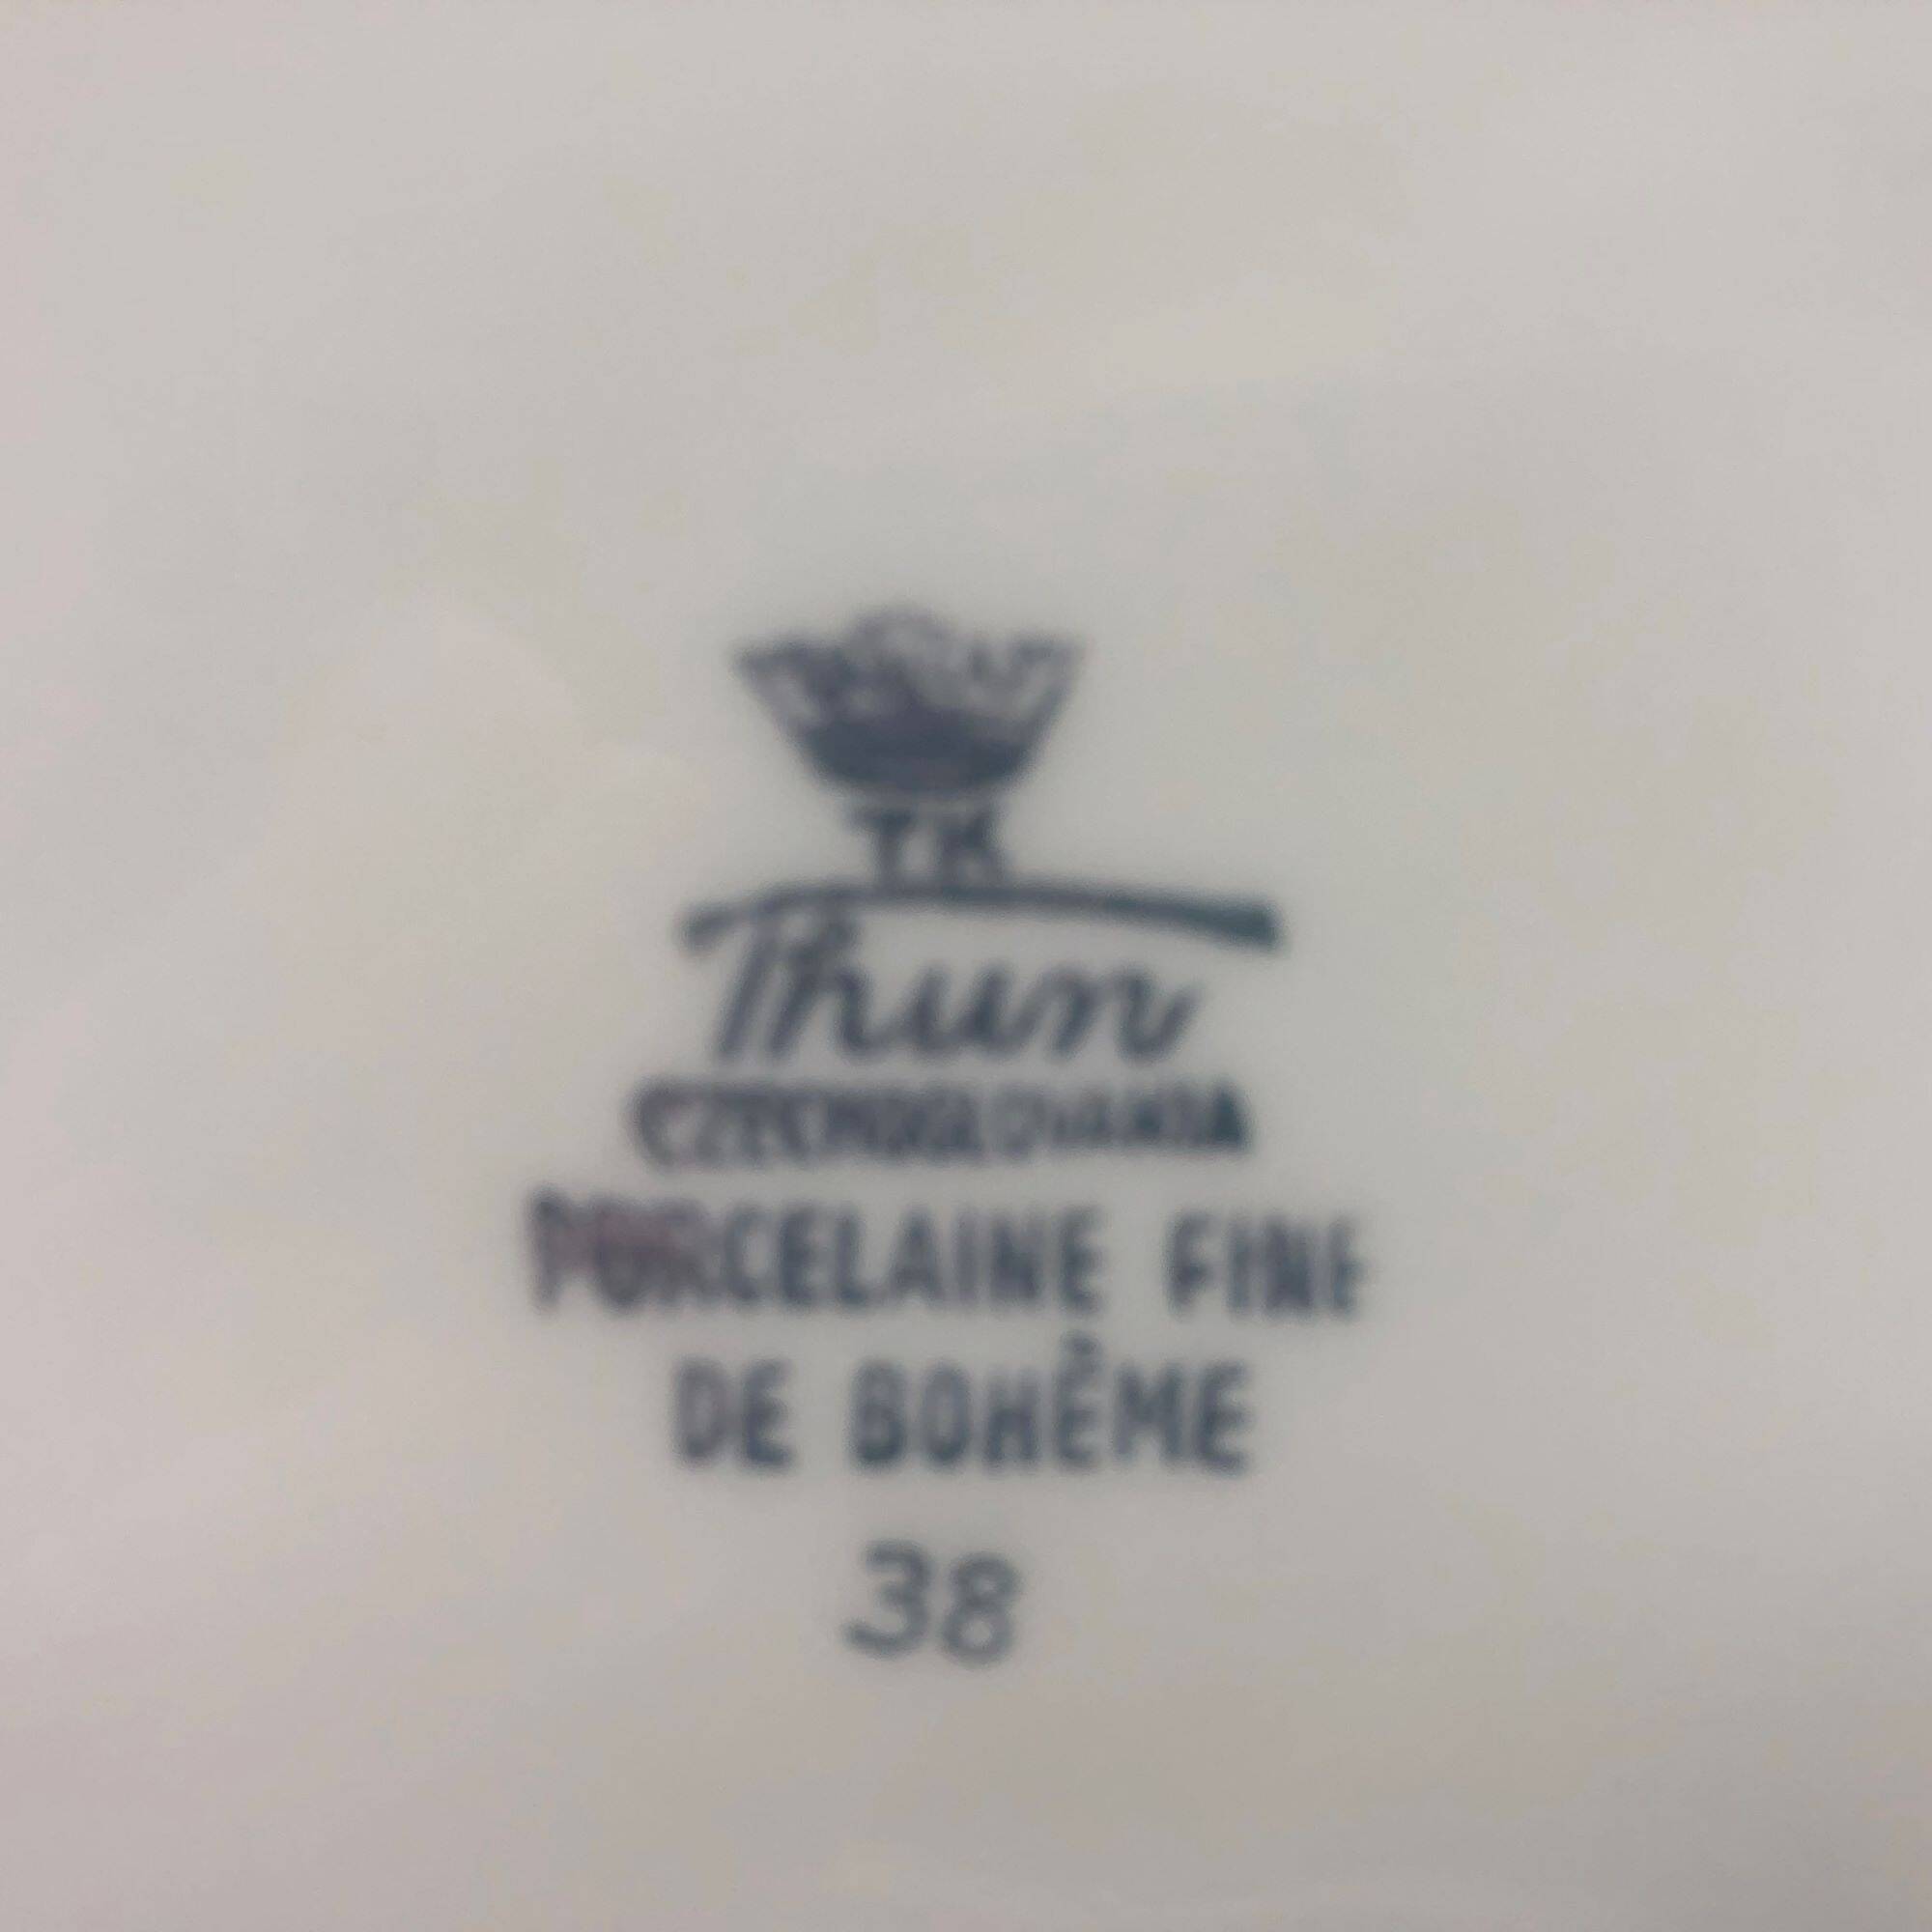 TK
Thun
CZECHOSLOVAKIA
PORCELAINE FINE
DE BOHÊME
38